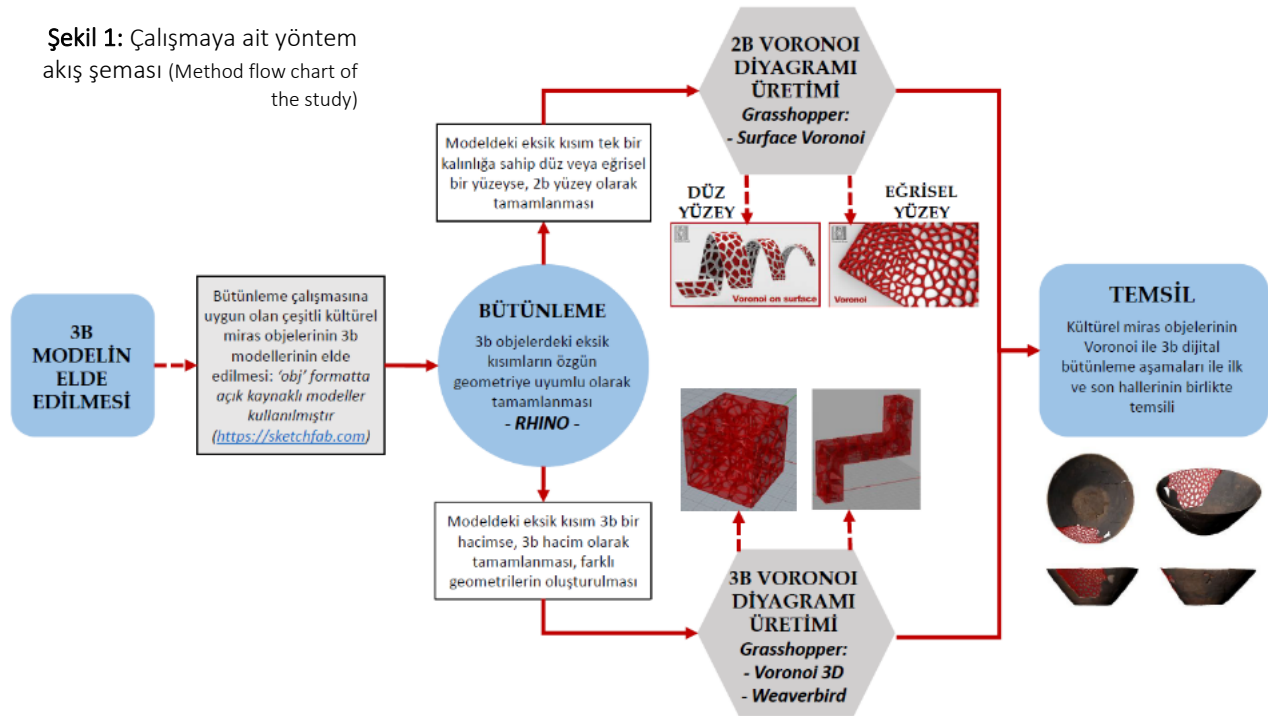 Şekil 1: Çalışmaya ait yöntem
akış şeması (Method flow chart of
the study)
3B
MODELİN
ELDE
EDİLMESİ
Bütünleme çalışmasına
uygun olan çeşitli kültürel
miras objelerinin 3b
modellerinin elde
edilmesi: ‘obj’ formatta
açık kaynaklı modeller
kullanılmıştır
(https://sketchfab.com)
BÜTÜNLEME
3b objelerdeki eksik
kısımların özgün
geometriye uyumlu olarak
tamamlanması
- RHINO -
Modeldeki eksik kısım tek bir
kalınlığa sahip düz veya eğrisel
bir yüzeyse, 2b yüzey olarak
tamamlanması
2B VORONOI
DİYAGRAMI
ÜRETİMİ
Grasshopper:
- Surface Voronoi
DÜZ
YÜZEY
EĞRİSEL
YÜZEY
Voronoi on surface
Voronoi
Modeldeki eksik kısım 3b bir
hacimse, 3b hacim olarak
tamamlanması, farklı
geometrilerin oluşturulması
3B VORONOI
DİYAGRAMI
ÜRETİMİ
Grasshopper:
- Voronoi 3D
- Weaverbird
TEMSİL
Kültürel miras objelerinin
Voronoi ile 3b dijital
bütünleme aşamaları ile ilk
ve son hallerinin birlikte
temsili